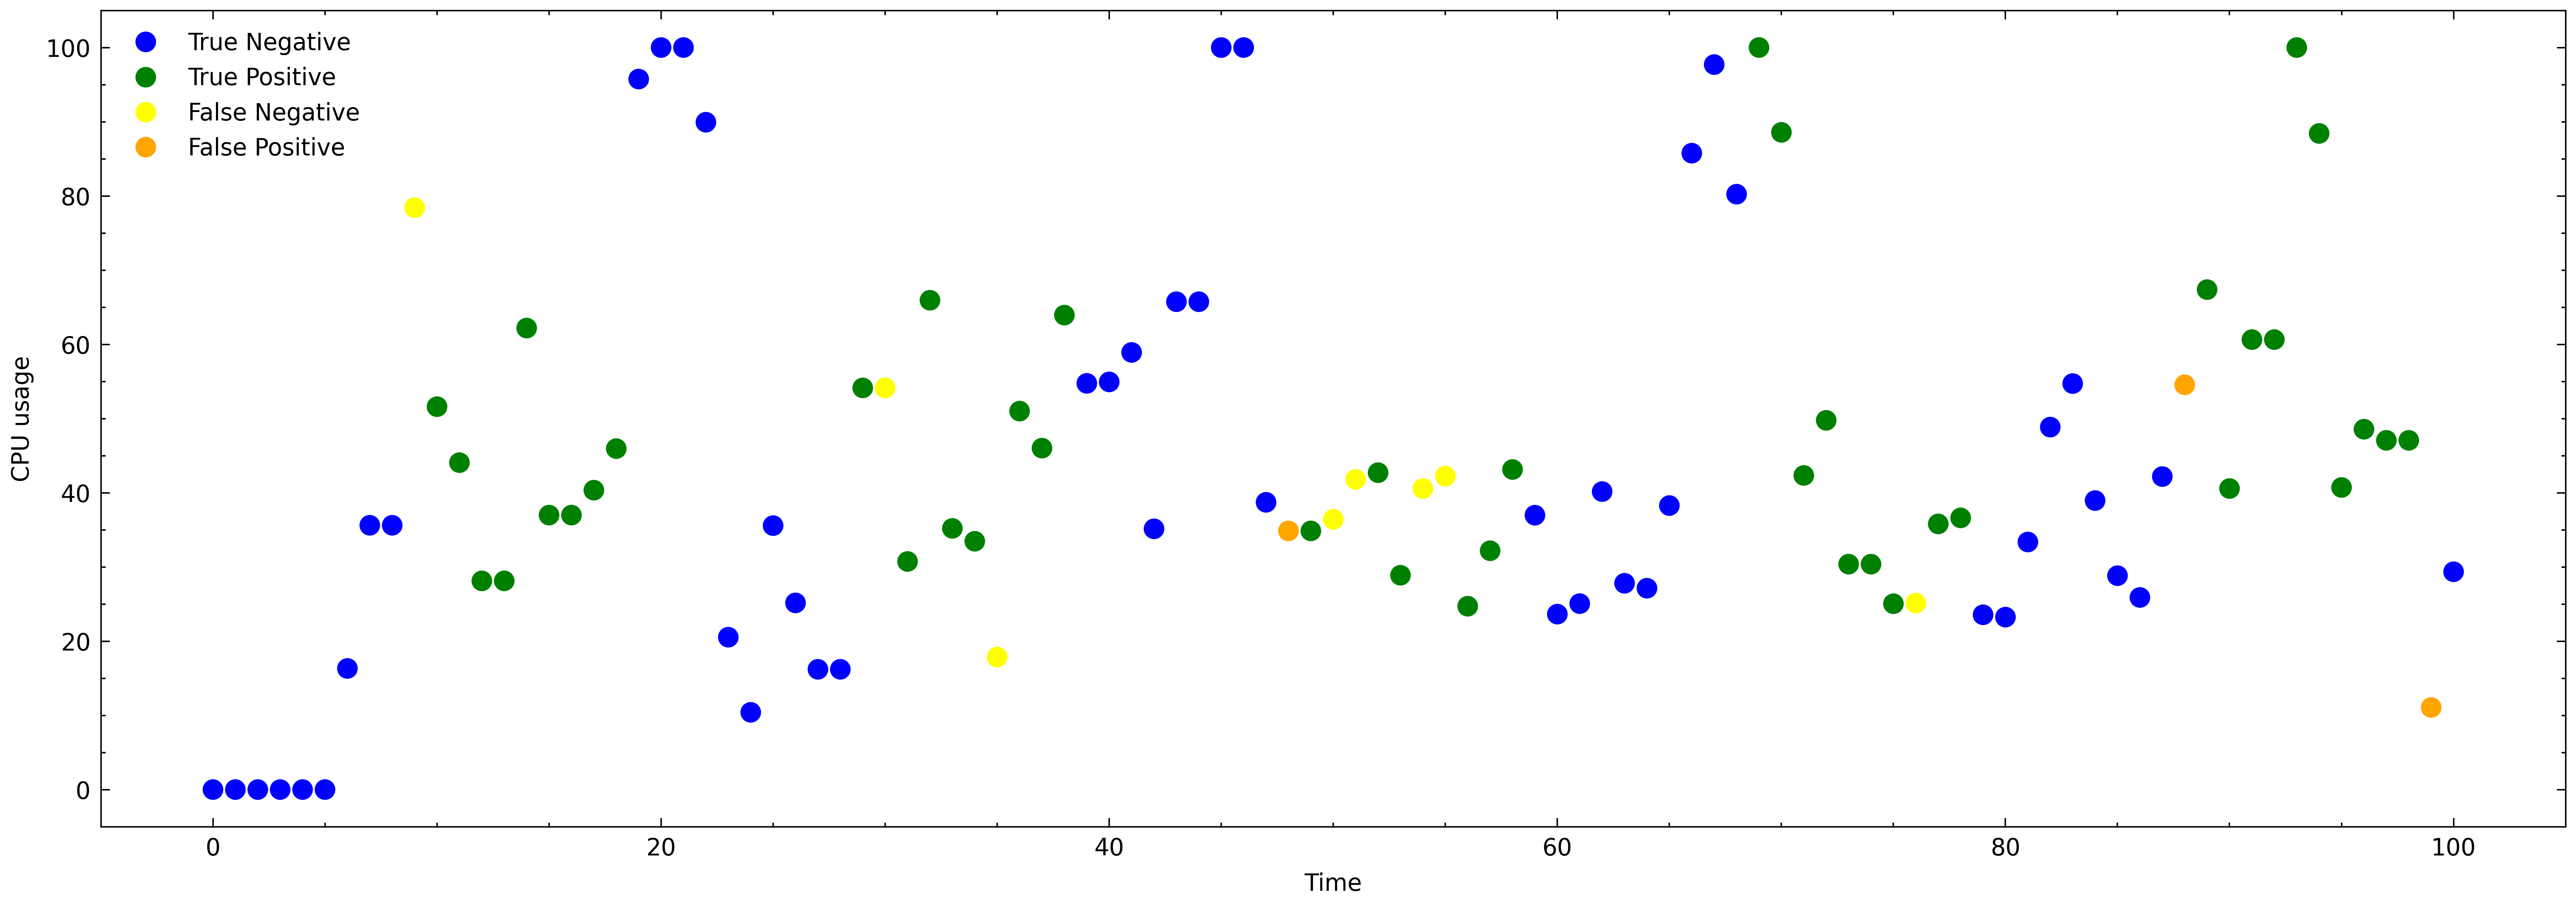 True Negative
True Positive
False Negative
False Positive
100
80
60
40
20
0
CPU usage
0 20 40 60 80 100
Time